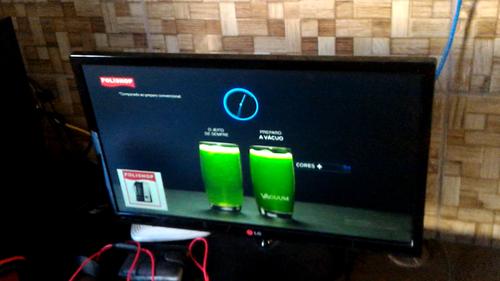 POLISHOP
*Comparado ao preparo convencional.
O JEITO
DE SEMPRE
PREPARO
A VÁCUO
CORES +
VACUUM
POLISHOP
LG